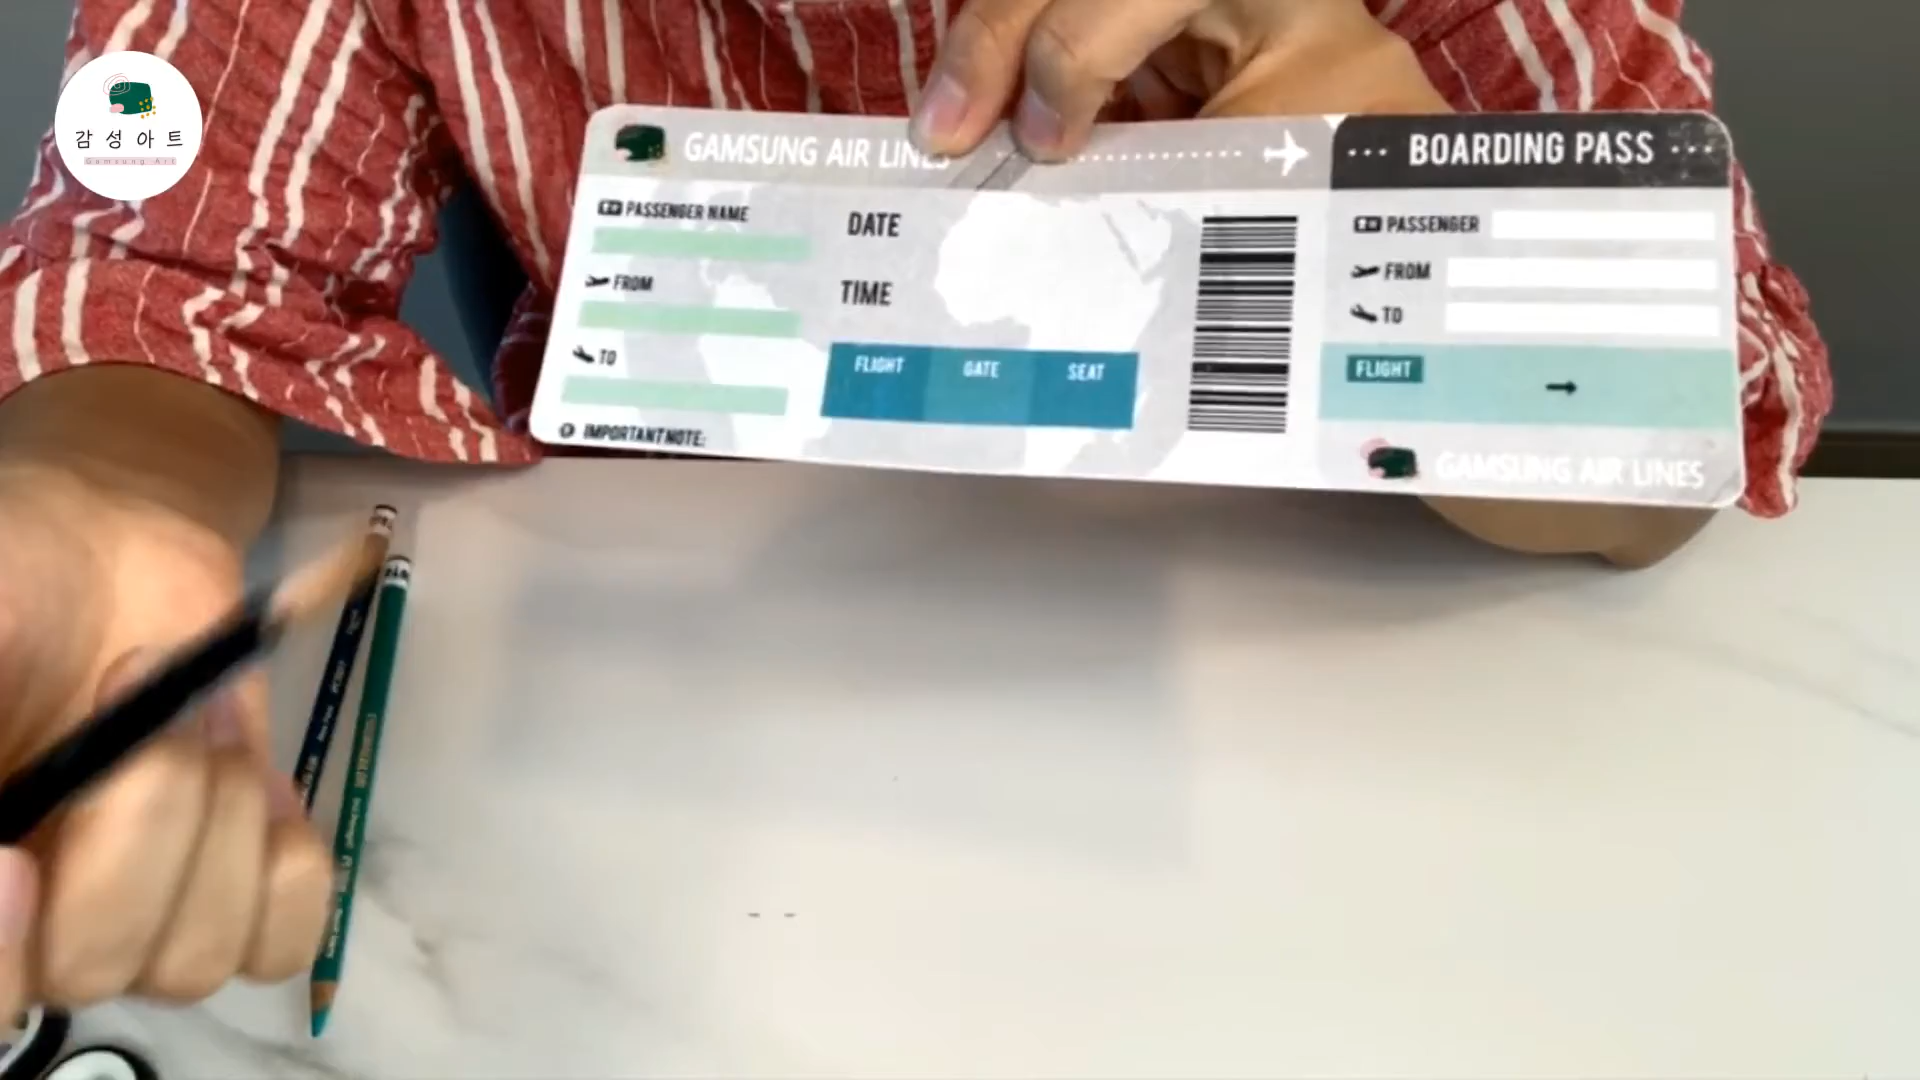 감성아트
Gamsung Art
GAMSUNG AIR LINES
BOARDING PASS
PASSENGER NAME
DATE
FROM
TIME
TO
FLIGHT GATE SEAT
IMPORTANT NOTE:
PASSENGER
FROM
TO
FLIGHT
GAMSUNG AIR LINES